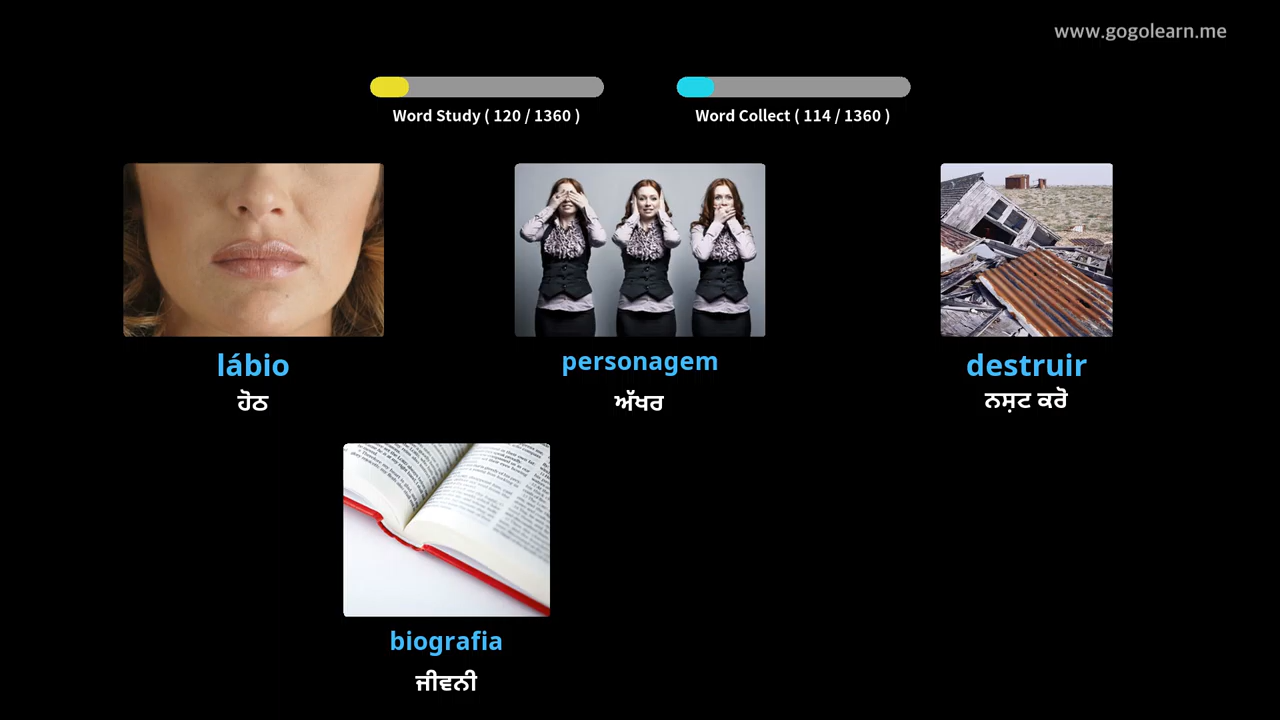 www.gogolearn.me
Word Study ( 120 / 1360 )
Word Collect ( 114 / 1360 )
lábio
personagem
destruir
ਹੋਠ
ਅੱਖਰ
ਨਸ਼ਟ ਕਰੋ
biografia
ਜੀਵਨੀ